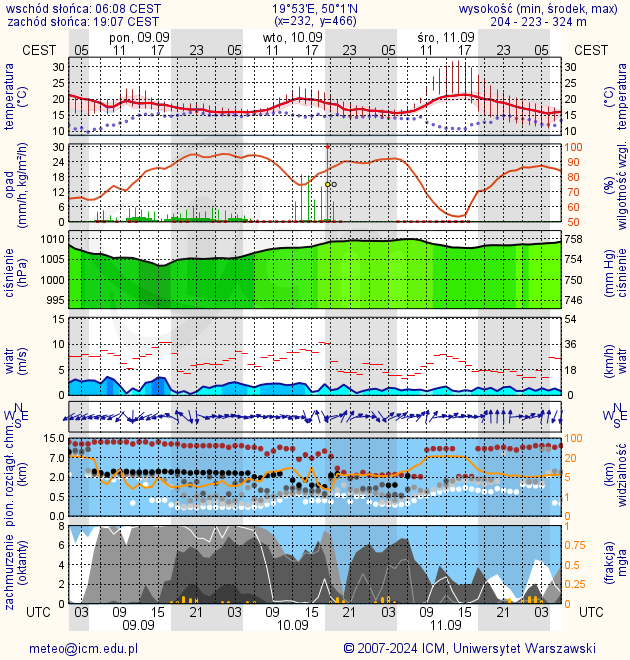 wschód słońca: 06:08 CEST 19°53'E, 50°1'N wysokość (min, środek, max)
zachód słońca: 19:07 CEST (x=232, y=466) 204 - 223 - 324 m
pon, 09.09 wto, 10.09 śro, 11.09
CEST 05 11 17 23 05 11 17 23 05 11 17 23 05 CEST
temperatura (°C) 30 25 20 15 10
30 25 20 15 10 temperatura (°C)
opad (mm/h, kg/m²/h) 30 24 18 12 6 0
100 90 80 70 60 50 (%) wilgotność wzgl.
ciśnienie (hPa) 1010 1005 1000 995
758 754 750 746 (mm Hg) ciśnienie
wiatr (m/s) 15 10 5 0
54 36 18 0 (km/h) wiatr
N W E S
N W E S
pion. rozciągł. chm. (km) 15.0 7.0 2.0 0.5 0.0
100 20 5 1 0 (km) widzialność
zachmurzenie (oktanty) 8 6 4 2 0
1 0.75 0.5 0.25 0 (frakcja) mgła
UTC 03 09 15 21 03 09 15 21 03 09 15 21 03 UTC
09.09 10.09 11.09
meteo@icm.edu.pl © 2007-2024 ICM, Uniwersytet Warszawski